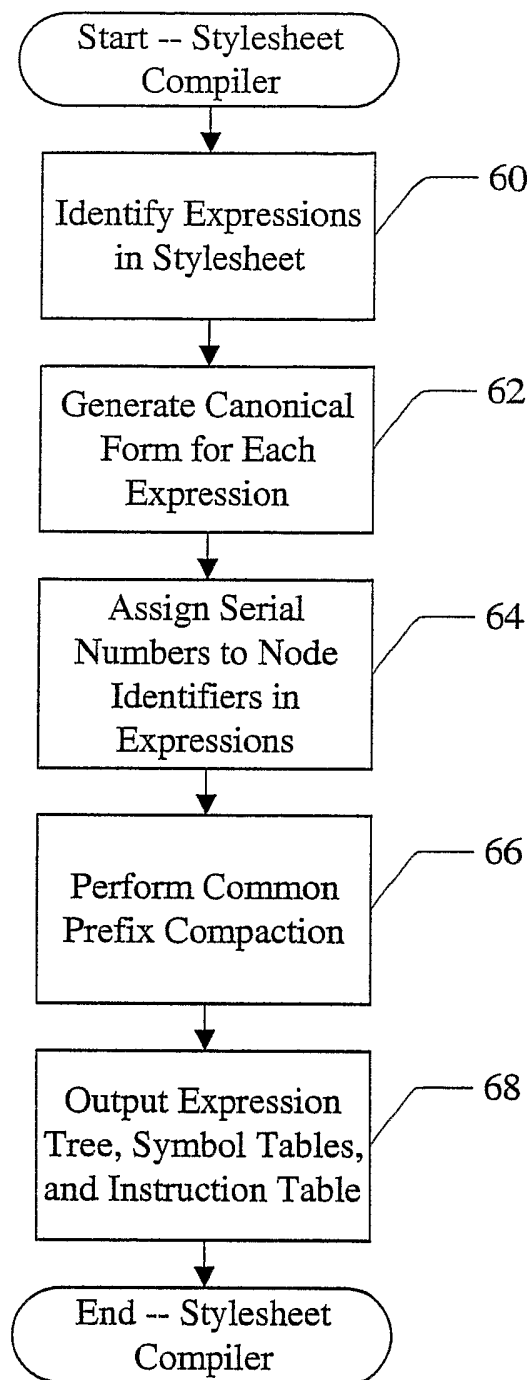 Start -- Stylesheet
Compiler
60
Identify Expressions
in Stylesheet
62
Generate Canonical
Form for Each
Expression
64
Assign Serial
Numbers to Node
Identifiers in
Expressions
66
Perform Common
Prefix Compaction
68
Output Expression
Tree, Symbol Tables,
and Instruction Table
End -- Stylesheet
Compiler